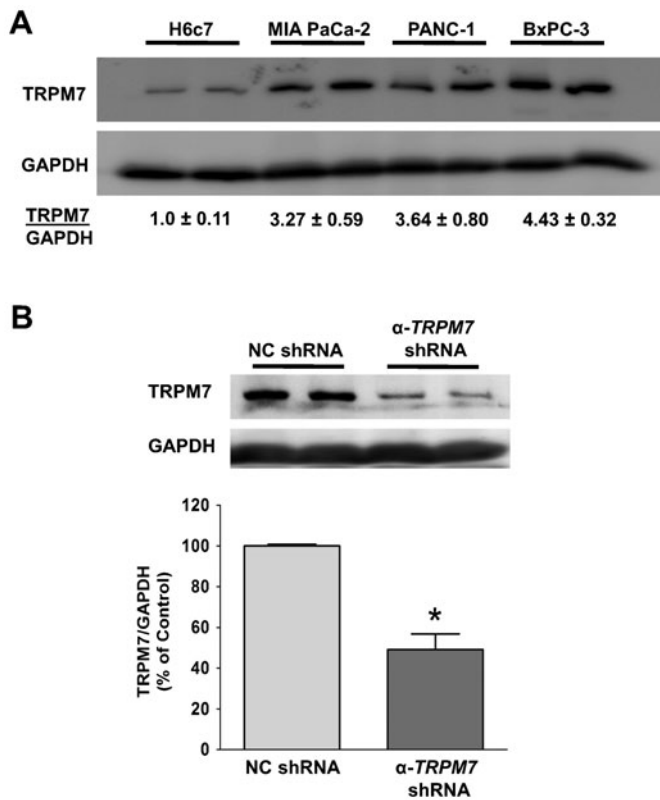 A
H6c7 MIA PaCa-2 PANC-1 BxPC-3
TRPM7
GAPDH
TRPM7
GAPDH
1.0 ± 0.11 3.27 ± 0.59 3.64 ± 0.80 4.43 ± 0.32
B
NC shRNA
α-TRPM7
shRNA
TRPM7
GAPDH
TRPM7/GAPDH
(% of Control)
120
100
80
60
40
20
0
*
NC shRNA
α-TRPM7
shRNA